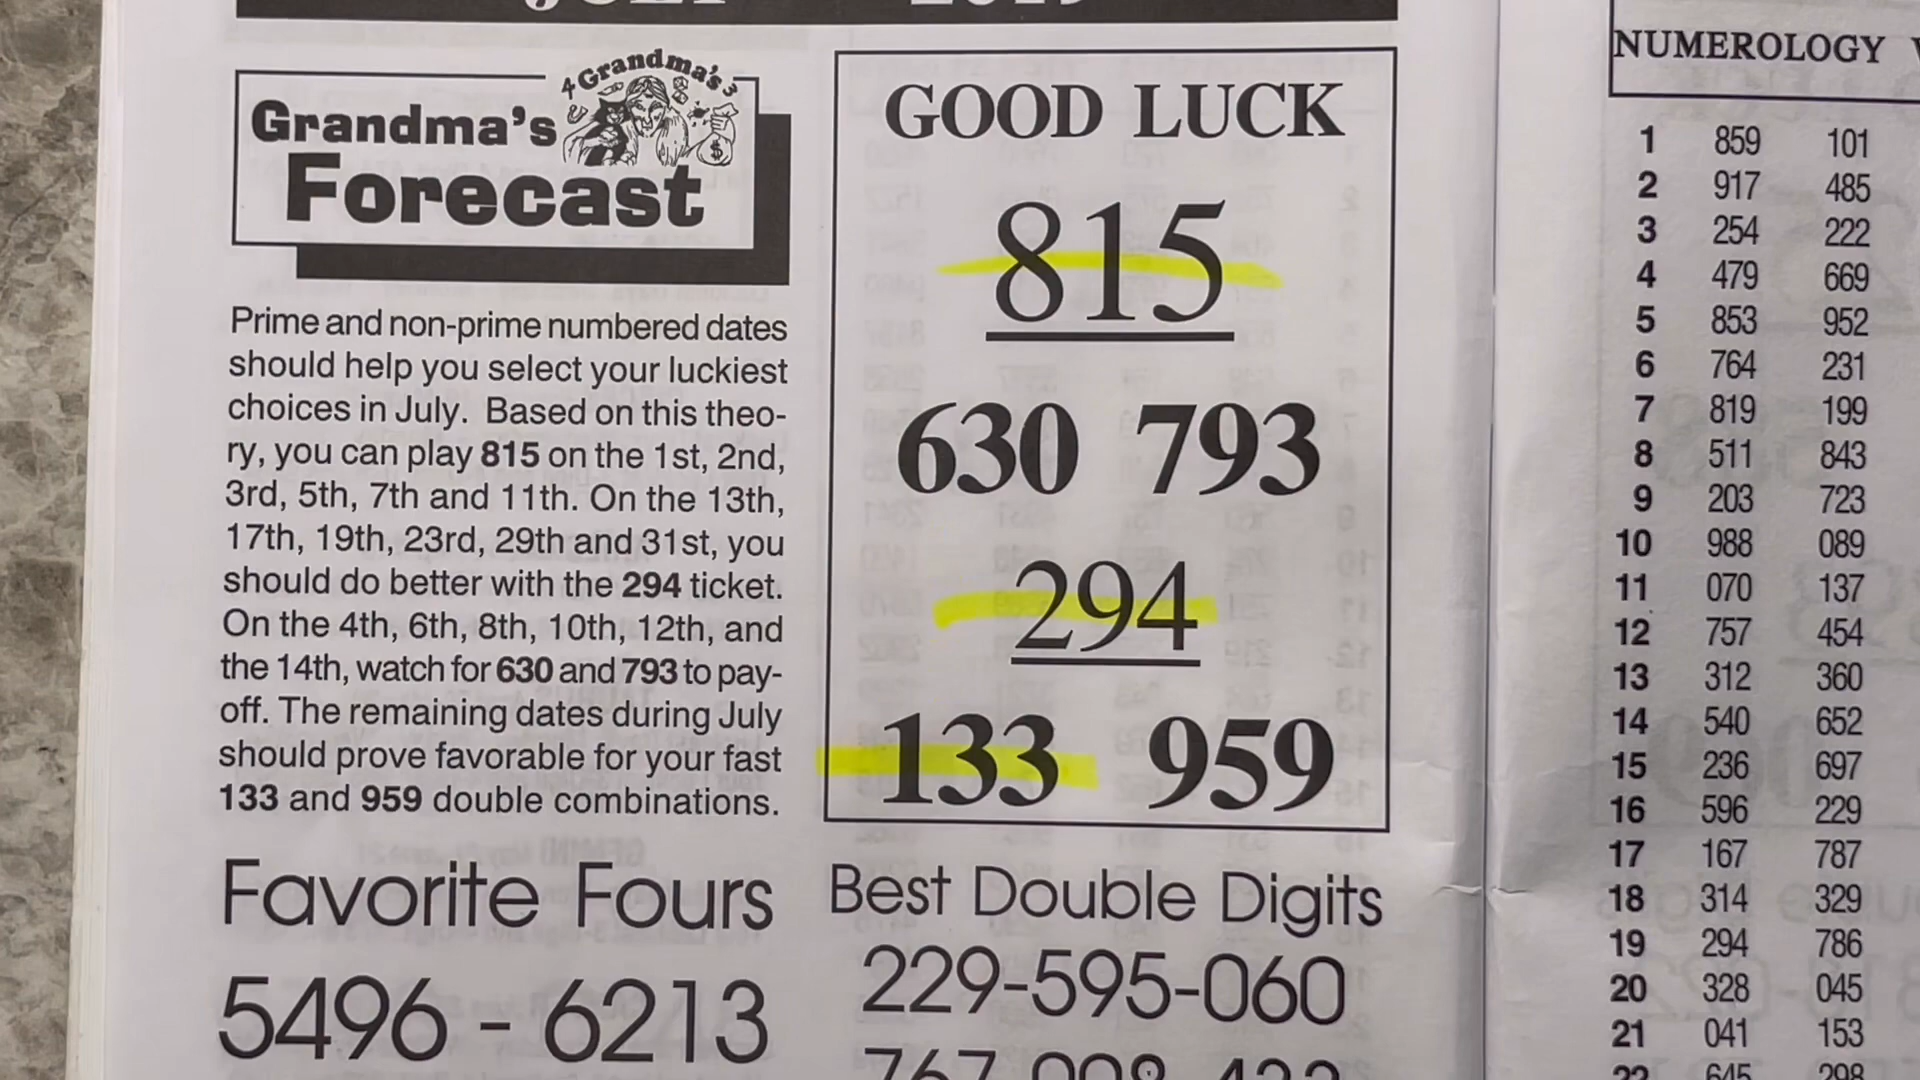 JULY 2019
4 Grandma's 3
Grandma's
Forecast
$
Prime and non-prime numbered dates
should help you select your luckiest
choices in July. Based on this theo-
ry, you can play 815 on the 1st, 2nd,
3rd, 5th, 7th and 11th. On the 13th,
17th, 19th, 23rd, 29th and 31st, you
should do better with the 294 ticket.
On the 4th, 6th, 8th, 10th, 12th, and
the 14th, watch for 630 and 793 to pay-
off. The remaining dates during July
should prove favorable for your fast
133 and 959 double combinations.
Favorite Fours
5496 - 6213
GOOD LUCK
815
630 793
294
133 959
Best Double Digits
229-595-060
NUMEROLOGY
1 859 101
2 917 485
3 254 222
4 479 669
5 853 952
6 764 231
7 819 199
8 511 843
9 203 723
10 988 089
11 070 137
12 757 454
13 312 360
14 540 652
15 236 697
16 596 229
17 167 787
18 314 329
19 294 786
20 328 045
21 041 153
22 645 298